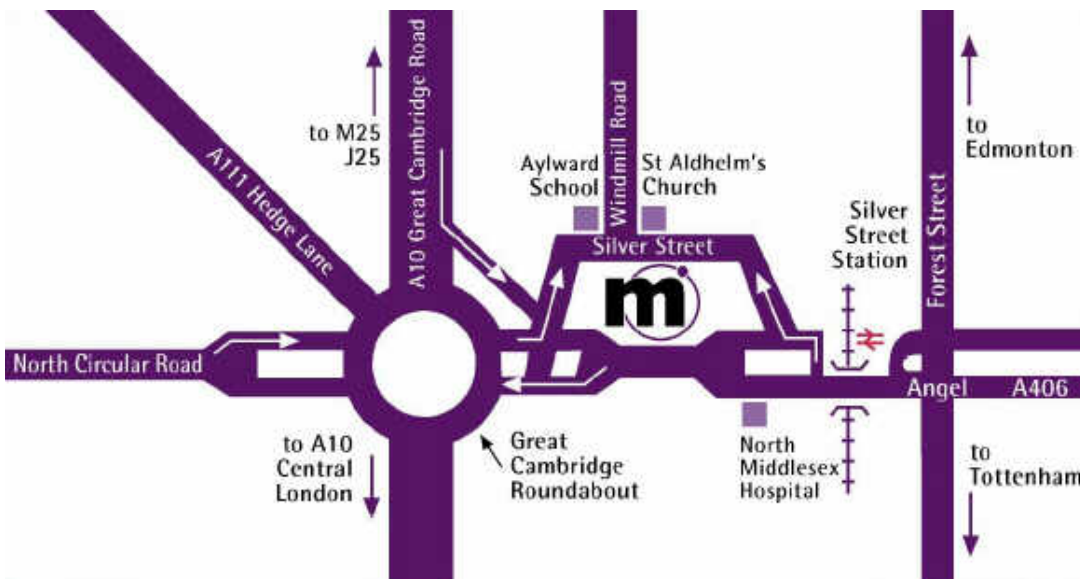 A111 Hedge Lane
to M25
J25
A10 Great Cambridge Road
Aylward
School
Windmill Road
St Aldhelm's
Church
Silver Street
m
Silver
Street
Station
Forest Street
to
Edmonton
North Circular Road
Angel
A406
to A10
Central
London
Great
Cambridge
Roundabout
North
Middlesex
Hospital
to
Tottenham